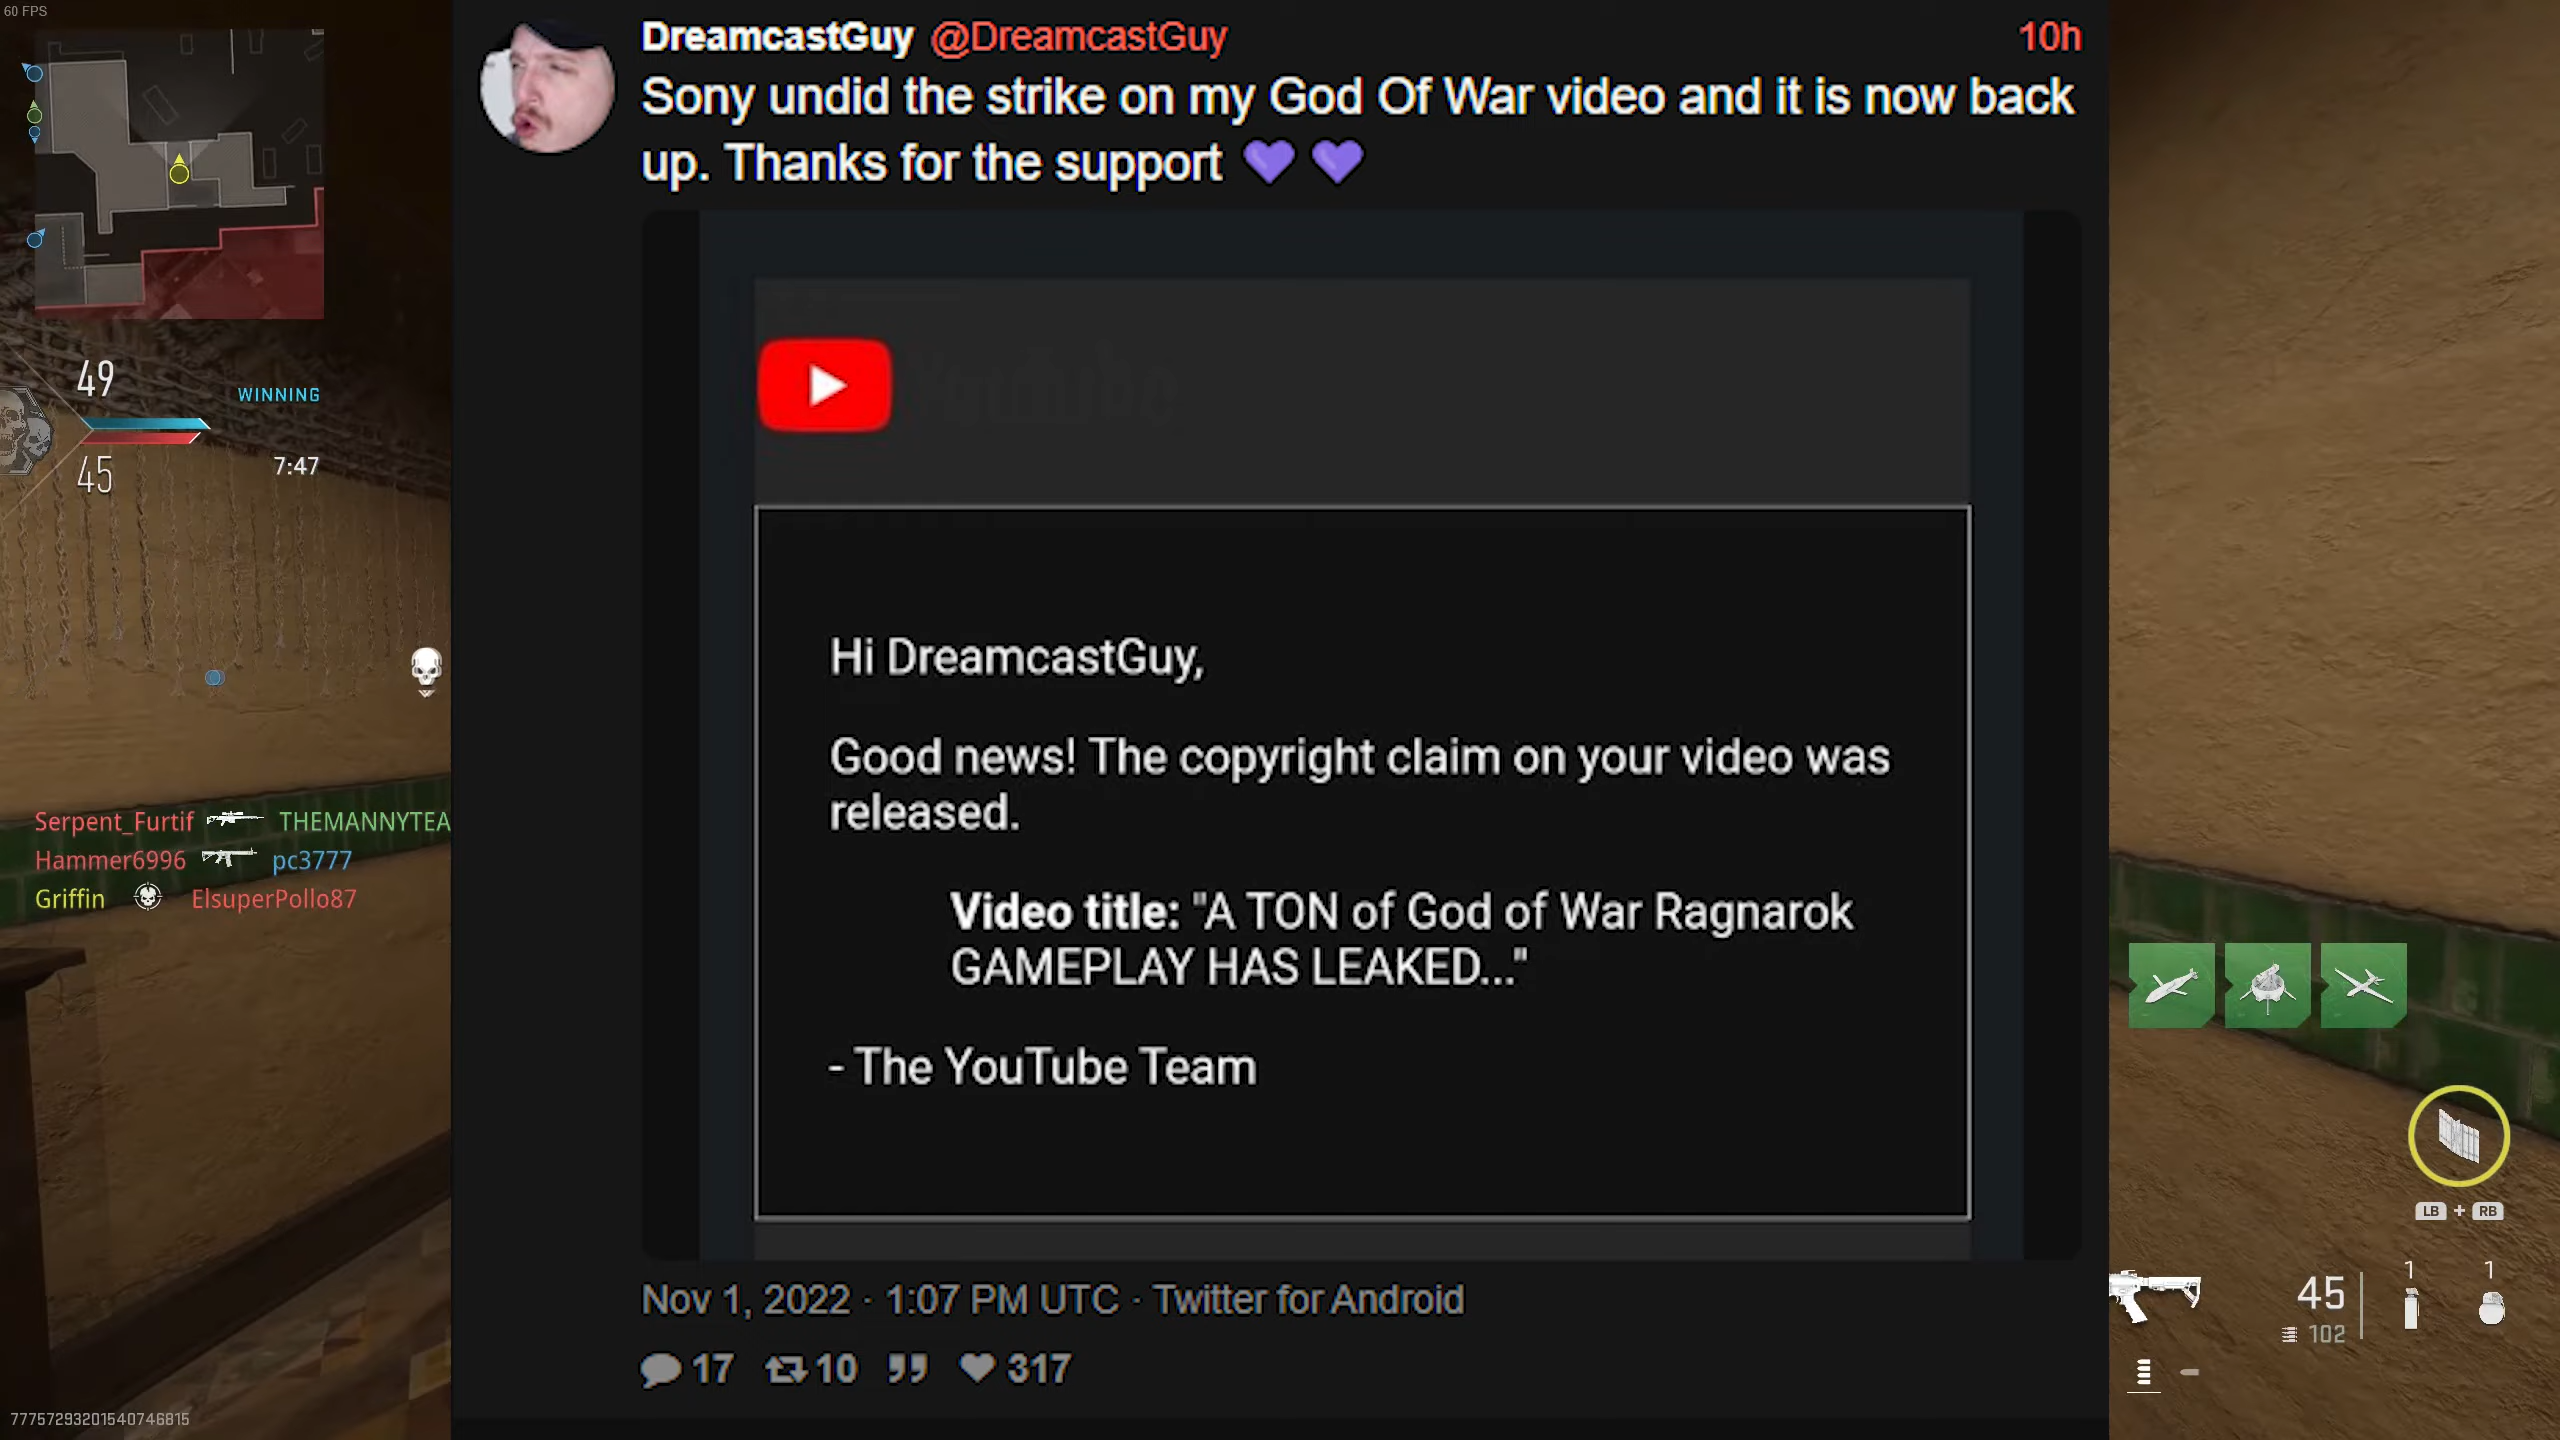 60 FPS
DreamcastGuy @DreamcastGuy 10h
Sony undid the strike on my God Of War video and it is now back
up. Thanks for the support 💜 💜
YouTube
49
WINNING
45
7:47
Hi DreamcastGuy,
Good news! The copyright claim on your video was
released.
Video title: "A TON of God of War Ragnarok
GAMEPLAY HAS LEAKED..."
- The YouTube Team
Serpent_Furtif THEMANNYTEA
Hammer6996 pc3777
Griffin ElsuperPollo87
LB + RB
1 1
45
102
Nov 1, 2022 · 1:07 PM UTC · Twitter for Android
17 10 317
77757293201540746815